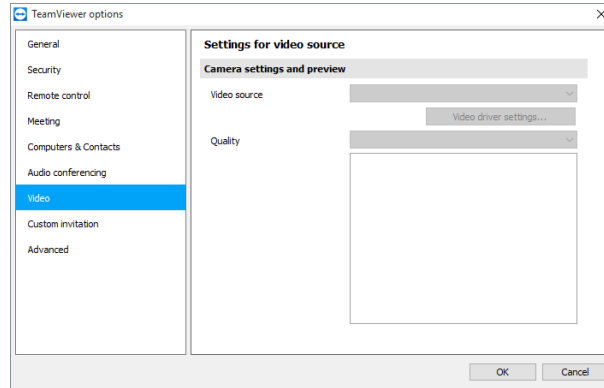 TeamViewer options
General
Security
Remote control
Meeting
Computers & Contacts
Audio conferencing
Video
Custom invitation
Advanced
Settings for video source
Camera settings and preview
Video source
Video driver settings...
Quality
OK
Cancel